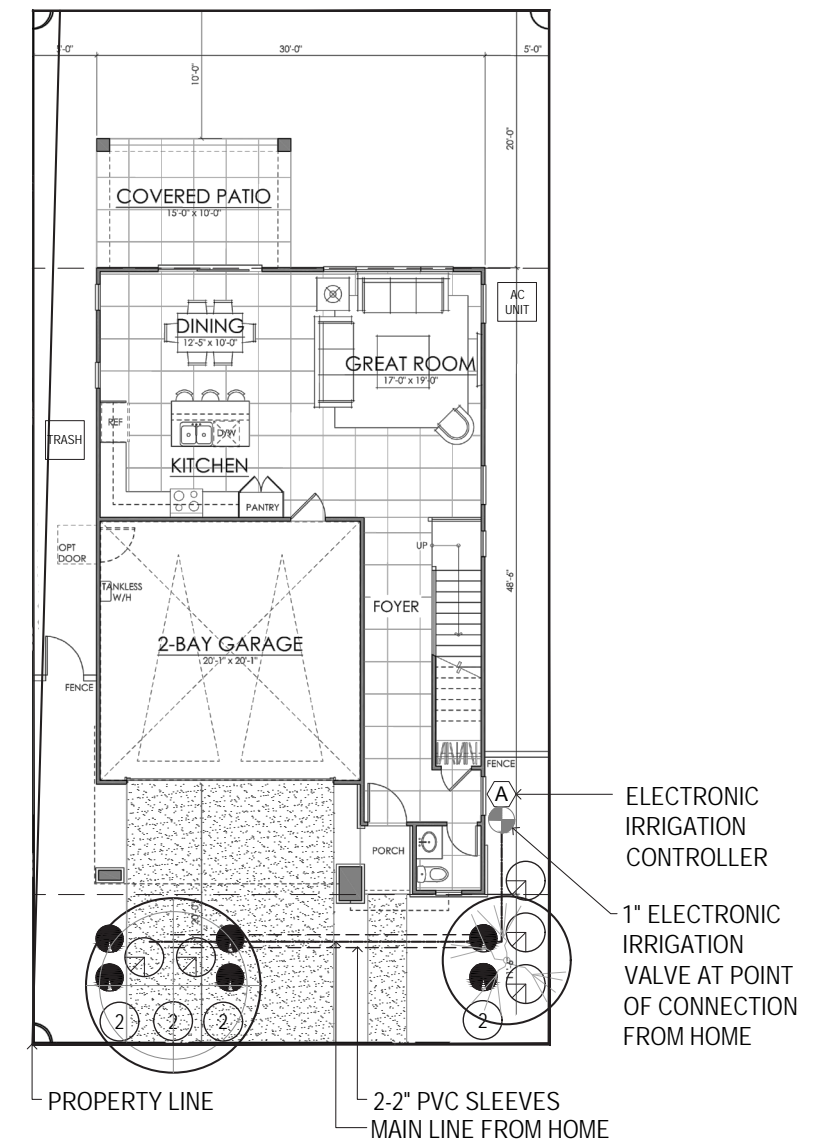 5'-0"
30'-0"
5'-0"
10'-0"
20'-0"
COVERED PATIO
15'-0" x 10'-0"
AC
UNIT
DINING
12'-5" x 10'-0"
GREAT ROOM
17'-0" x 19'-0"
REF
D/W
TRASH
KITCHEN
PANTRY
OPT
DOOR
UP
TANKLESS
W/H
FOYER
48'-6"
2-BAY GARAGE
20'-1" x 20'-1"
FENCE
FENCE
A
ELECTRONIC
IRRIGATION
CONTROLLER
PORCH
1" ELECTRONIC
IRRIGATION
VALVE AT POINT
OF CONNECTION
FROM HOME
2
2
2
2
PROPERTY LINE
2-2" PVC SLEEVES
MAIN LINE FROM HOME